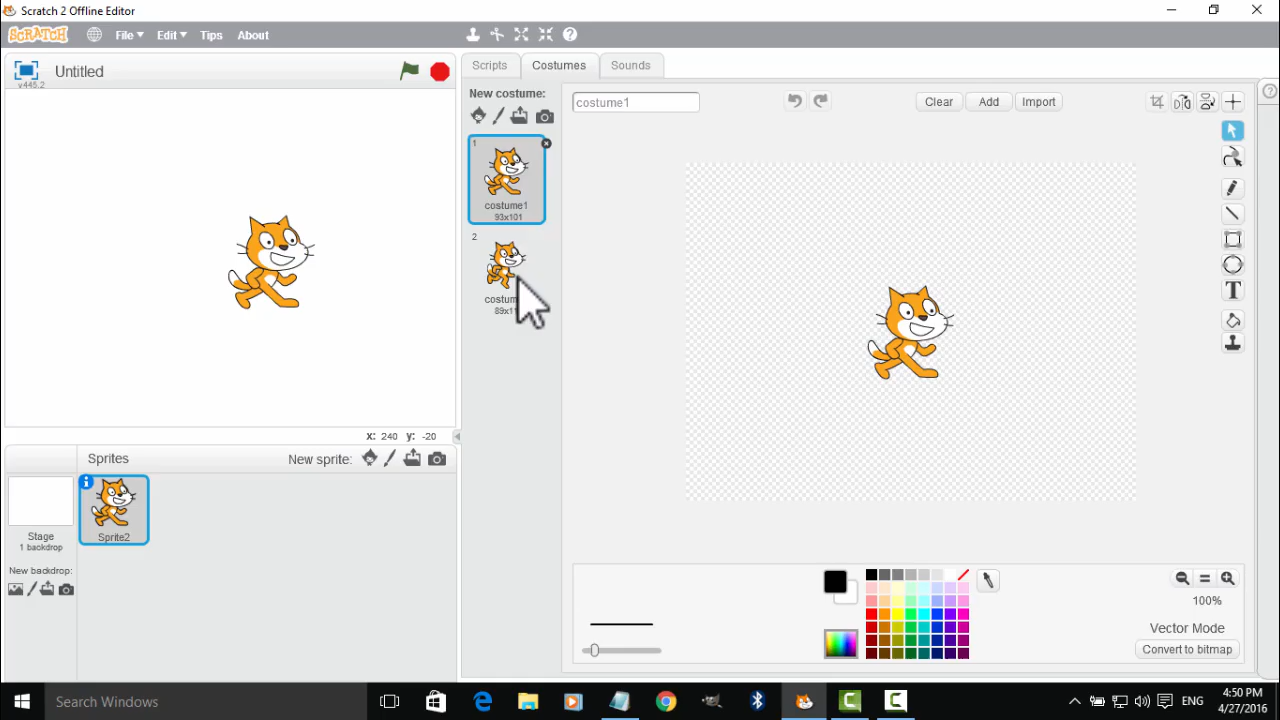 Scratch 2 Offline Editor
SCRATCH File Edit Tips About
v445.2 Untitled
Scripts Costumes Sounds
New costume:
1
costume1
93x101
2
costum
89x1
costume1
Clear Add Import
T
x: 240 y: -20
Sprites New sprite:
Stage
1 backdrop
New backdrop:
Sprite2
100%
Vector Mode
Convert to bitmap
Search Windows
ENG
4:50 PM
4/27/2016